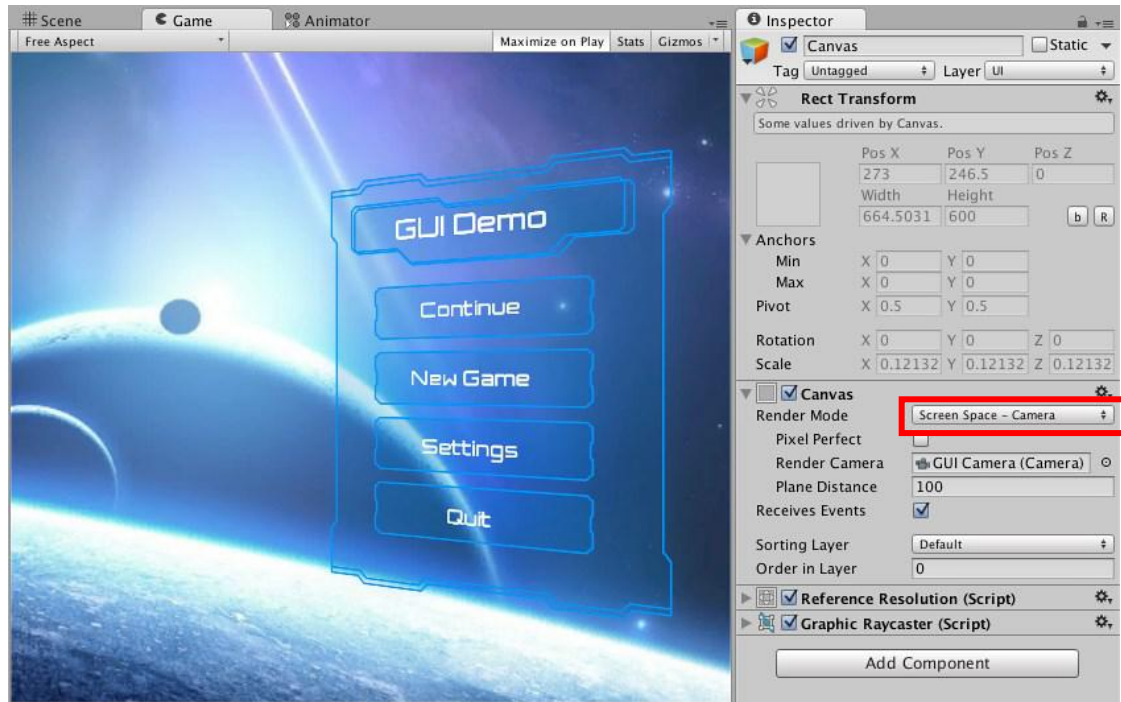 Scene
Game
Animator
Free Aspect
Maximize on Play
Stats
Gizmos
GUI Demo
Continue
New Game
Settings
Quit
Inspector
Canvas
Static
Tag Untagged Layer UI
Rect Transform
Some values driven by Canvas.
Pos X Pos Y Pos Z
273 246.5 0
Width Height
664.5031 600
b R
Anchors
Min X 0 Y 0
Max X 0 Y 0
Pivot X 0.5 Y 0.5
Rotation X 0 Y 0 Z 0
Scale X 0.12132 Y 0.12132 Z 0.12132
Canvas
Render Mode Screen Space - Camera
Pixel Perfect
Render Camera GUI Camera (Camera)
Plane Distance 100
Receives Events
Sorting Layer Default
Order in Layer 0
Reference Resolution (Script)
Graphic Raycaster (Script)
Add Component